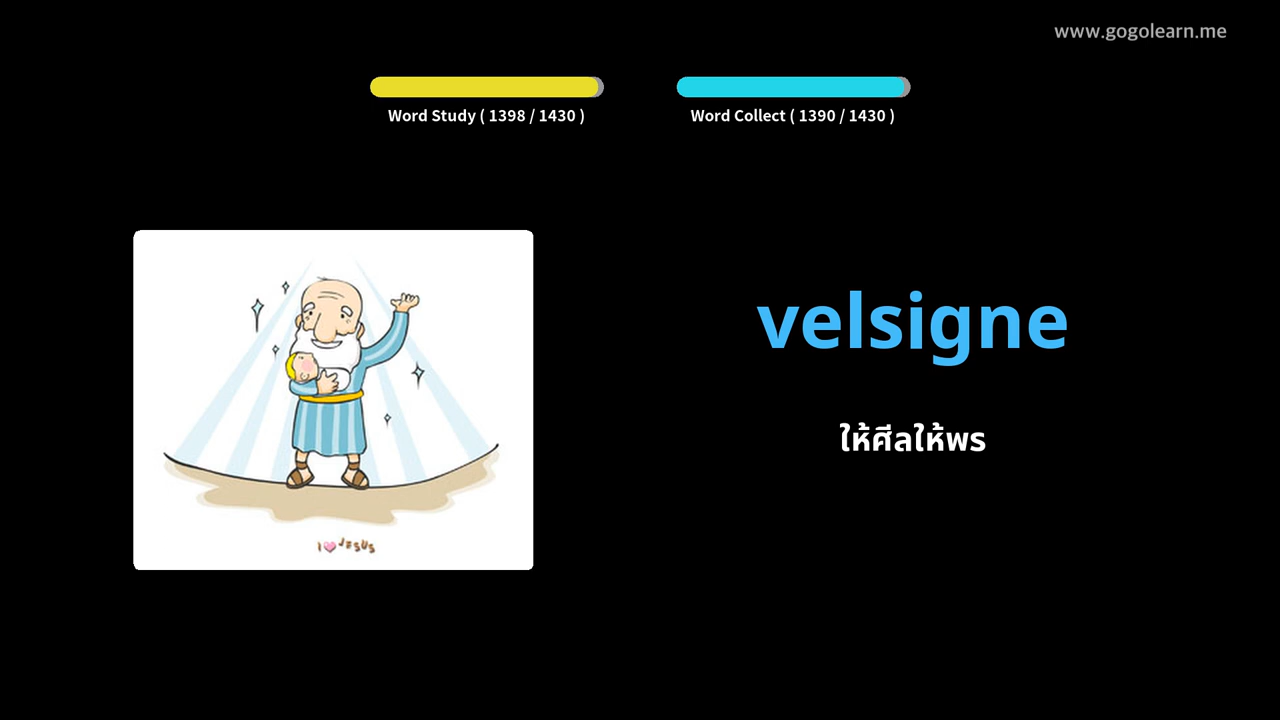 www.gogolearn.me
Word Study ( 1398 / 1430 )
Word Collect ( 1390 / 1430 )
velsigne
ให้ศีลให้พร
I JESUS